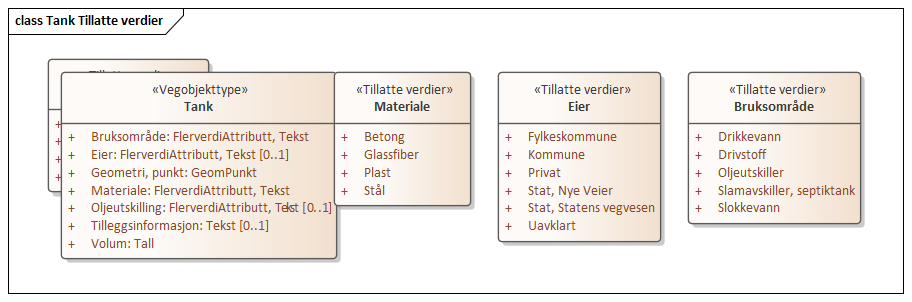 class Tank Tillatte verdier
«Vegobjekttype»
Tank
+ Bruksområde: FlerverdiAttributt, Tekst
+ Eier: FlerverdiAttributt, Tekst [0..1]
+ Geometri, punkt: GeomPunkt
+ Materiale: FlerverdiAttributt, Tekst
+ Oljeutskilling: FlerverdiAttributt, Tekst [0..1]
+ Tilleggsinformasjon: Tekst [0..1]
+ Volum: Tall
«Tillatte verdier»
Materiale
+ Betong
+ Glassfiber
+ Plast
+ Stål
«Tillatte verdier»
Eier
+ Fylkeskommune
+ Kommune
+ Privat
+ Stat, Nye Veier
+ Stat, Statens vegvesen
+ Uavklart
«Tillatte verdier»
Bruksområde
+ Drikkevann
+ Drivstoff
+ Oljeutskiller
+ Slamavskiller, septiktank
+ Slokkevann